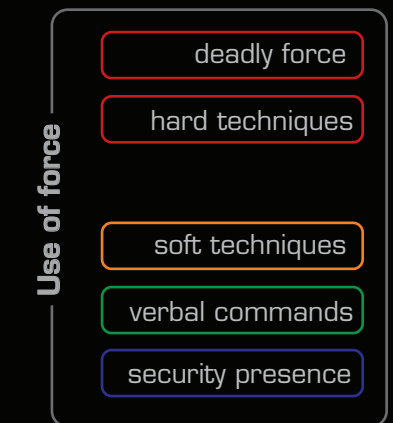 Use of force
deadly force
hard techniques
soft techniques
verbal commands
security presence